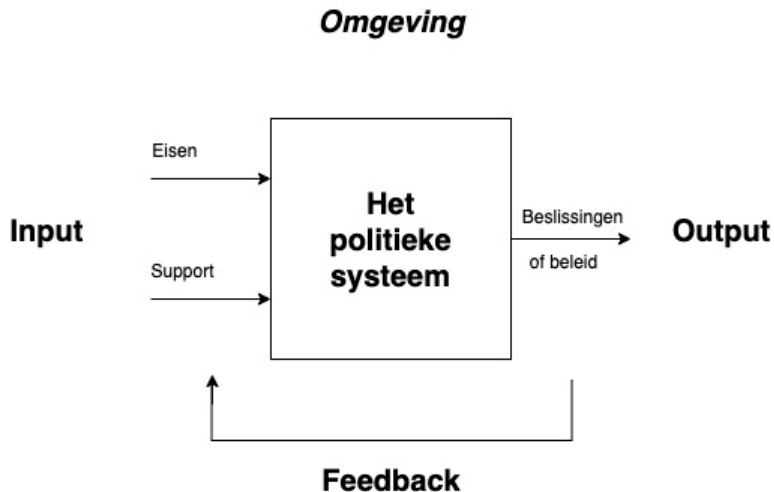 Omgeving
Eisen
Input
Support
Het
politieke
systeem
Beslissingen
of beleid
Output
Feedback